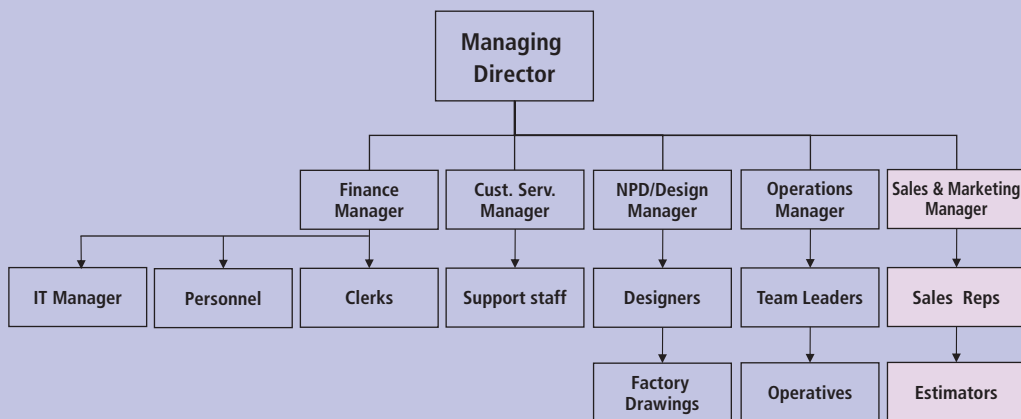 Managing
Director
Finance
Manager
Cust. Serv.
Manager
NPD/Design
Manager
Operations
Manager
Sales & Marketing
Manager
IT Manager
Personnel
Clerks
Support staff
Designers
Team Leaders
Sales Reps
Factory
Drawings
Operatives
Estimators